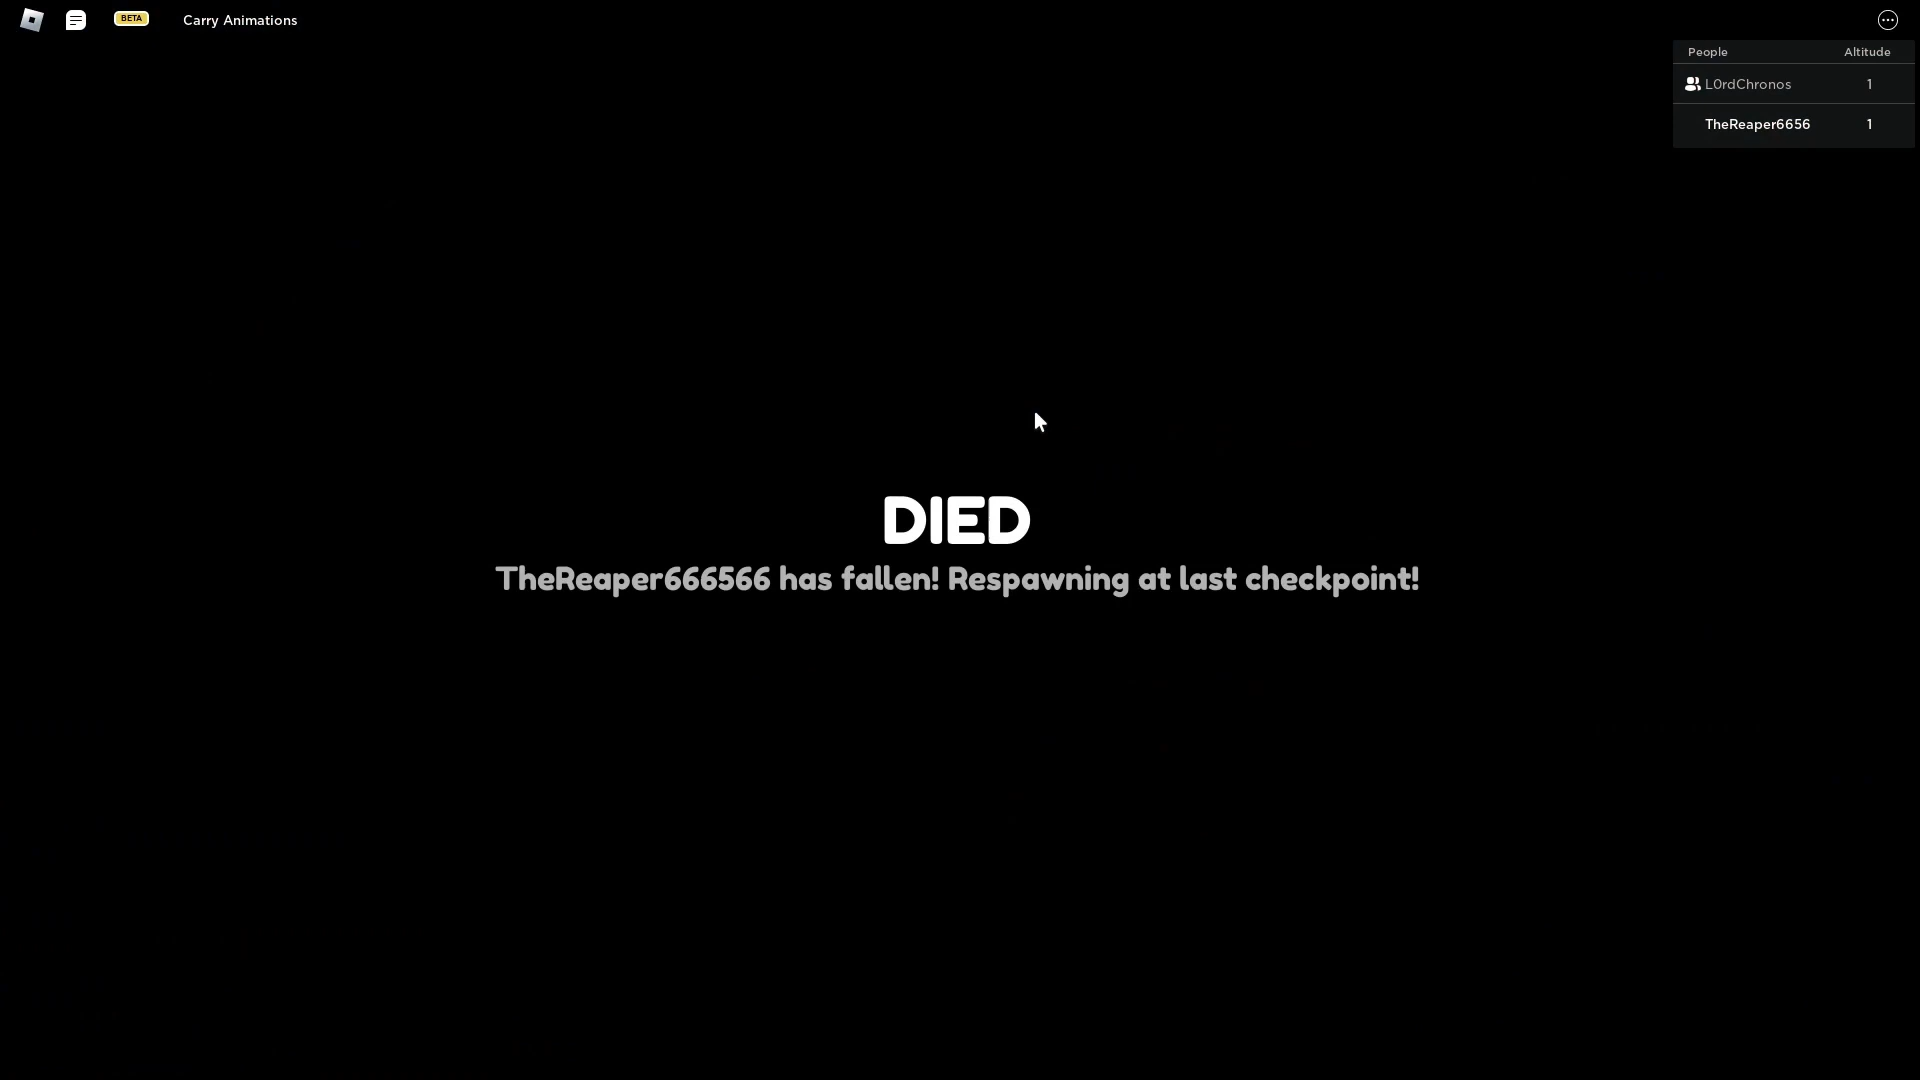 BETA
Carry Animations
People Altitude
L0rdChronos 1
TheReaper6656 1
DIED
TheReaper666566 has fallen! Respawning at last checkpoint!